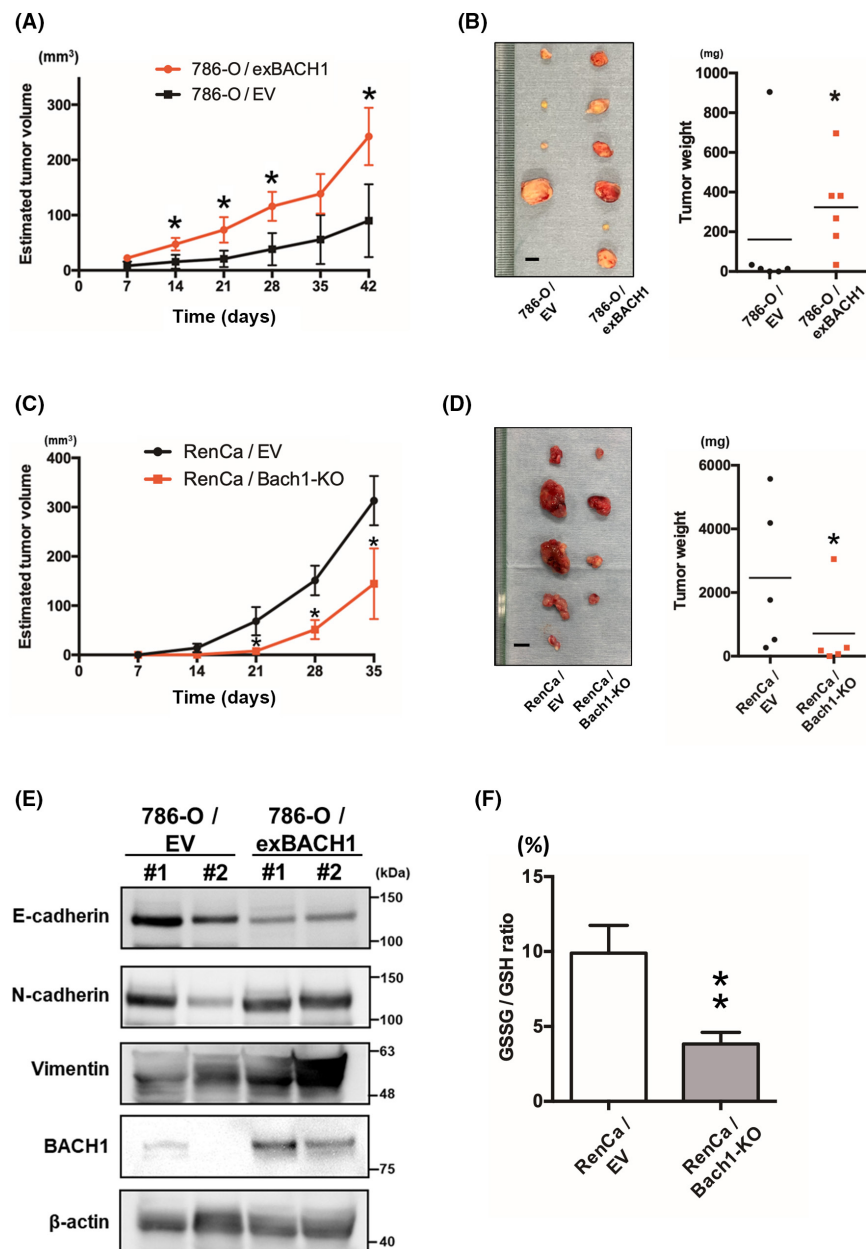 (A)
(mm³)
786-O / exBACH1
786-O / EV
Estimated tumor volume
300
200
100
0
0
7
14
21
28
35
42
*
*
*
*
Time (days)
(B)
786-O / EV
786-O / exBACH1
(mg)
Tumor weight
1000
800
600
400
200
0
*
786-O / EV
786-O / exBACH1
(C)
(mm³)
RenCa / EV
RenCa / Bach1-KO
Estimated tumor volume
400
300
200
100
0
0
7
14
21
28
35
*
*
*
Time (days)
(D)
RenCa / EV
RenCa / Bach1-KO
(mg)
Tumor weight
6000
4000
2000
0
*
RenCa / EV
RenCa / Bach1-KO
(E)
786-O / EV
786-O / exBACH1
#1 #2 #1 #2 (kDa)
E-cadherin
150
100
N-cadherin
150
100
Vimentin
63
48
BACH1
75
β-actin
40
(F)
(%)
GSSG / GSH ratio
15
10
5
0
*
*
RenCa / EV
RenCa / Bach1-KO